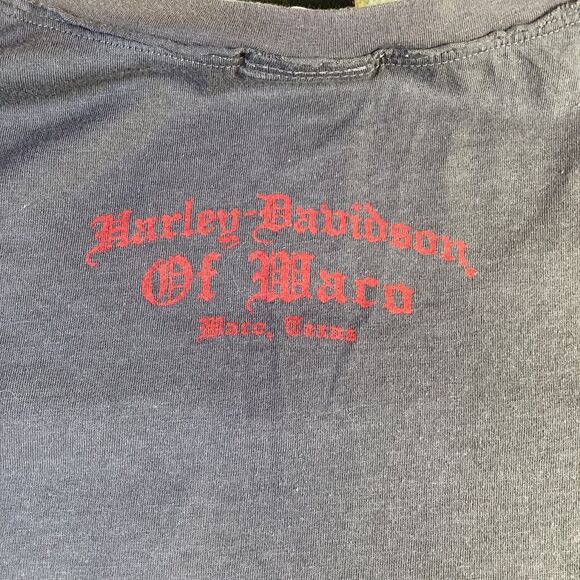 Harley-Davidson
Of Waco
Waco, Texas